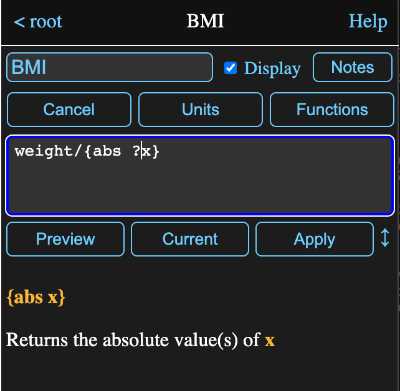 < root BMI Help
BMI Display Notes
Cancel Units Functions
weight/{abs ?x}
Preview Current Apply ↕
{abs x}
Returns the absolute value(s) of x